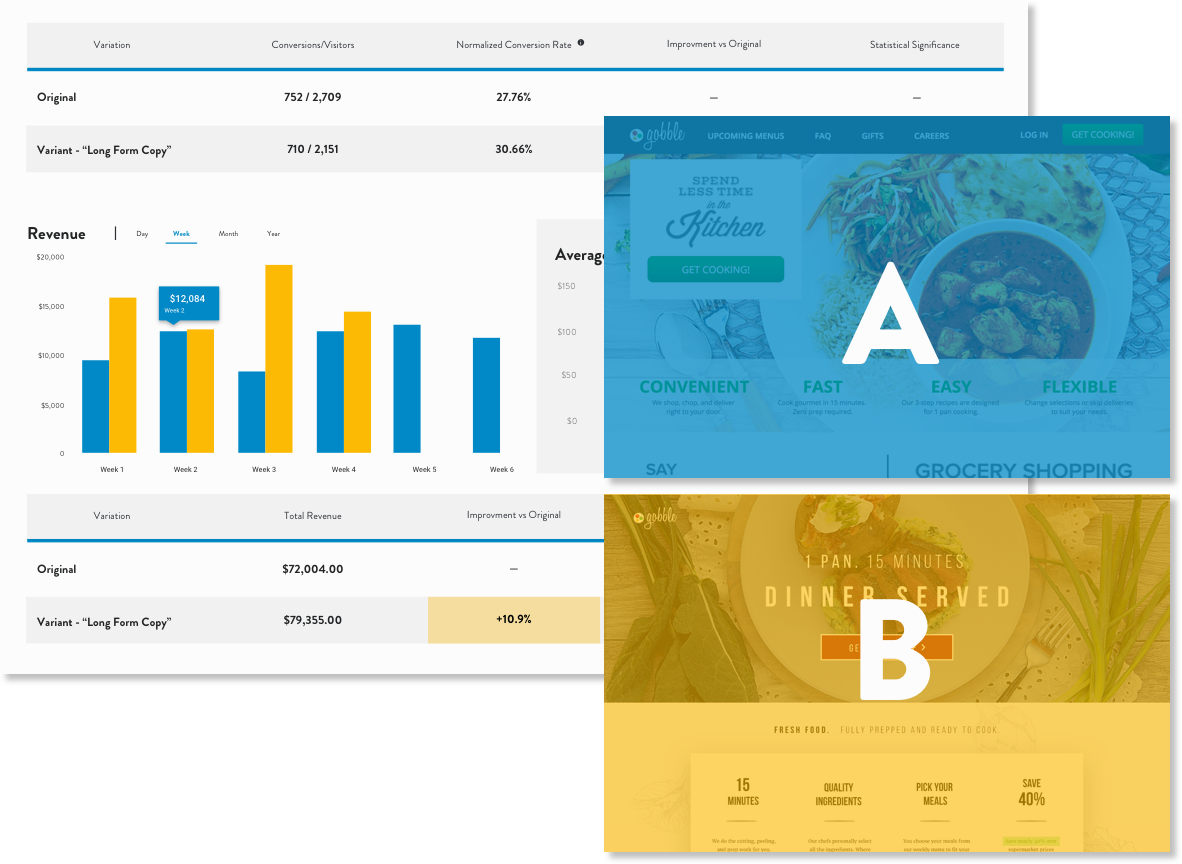 Variation Conversions/Visitors Normalized Conversion Rate Improvment vs Original Statistical Significance
Original 752 / 2,709 27.76% — —
Variant - “Long Form Copy” 710 / 2,151 30.66%
Revenue | Day Week Month Year
$20,000
$15,000
$10,000
$5,000
0
$12,084
Week 2
Week 1 Week 2 Week 3 Week 4 Week 5 Week 6
Average
$150
$100
$50
$0
Variation Total Revenue Improvment vs Original
Original $72,004.00 —
Variant - “Long Form Copy” $79,355.00 +10.9%
gobble UPCOMING MENUS FAQ GIFTS CAREERS LOG IN GET COOKING!
SPEND
LESS TIME
in the
Kitchen
GET COOKING!
A
CONVENIENT FAST EASY FLEXIBLE
We shop, chop, and deliver Cook gourmet in 15 minutes. Our 3-step recipes are designed Change selections or skip deliveries
right to your door. Zero prep required. for 1 pan cooking. to suit your needs.
SAY GROCERY SHOPPING
gobble
1 PAN. 15 MINUTES
DINNER SERVED
B
FRESH FOOD. FULLY PREPPED AND READY TO COOK.
15 QUALITY PICK YOUR SAVE
MINUTES INGREDIENTS MEALS 40%
We do the cutting, peeling, Our chefs personally select You choose your meals from
and your work for you. all the ingredients. Where our weekly menu to fit your supermarket prices